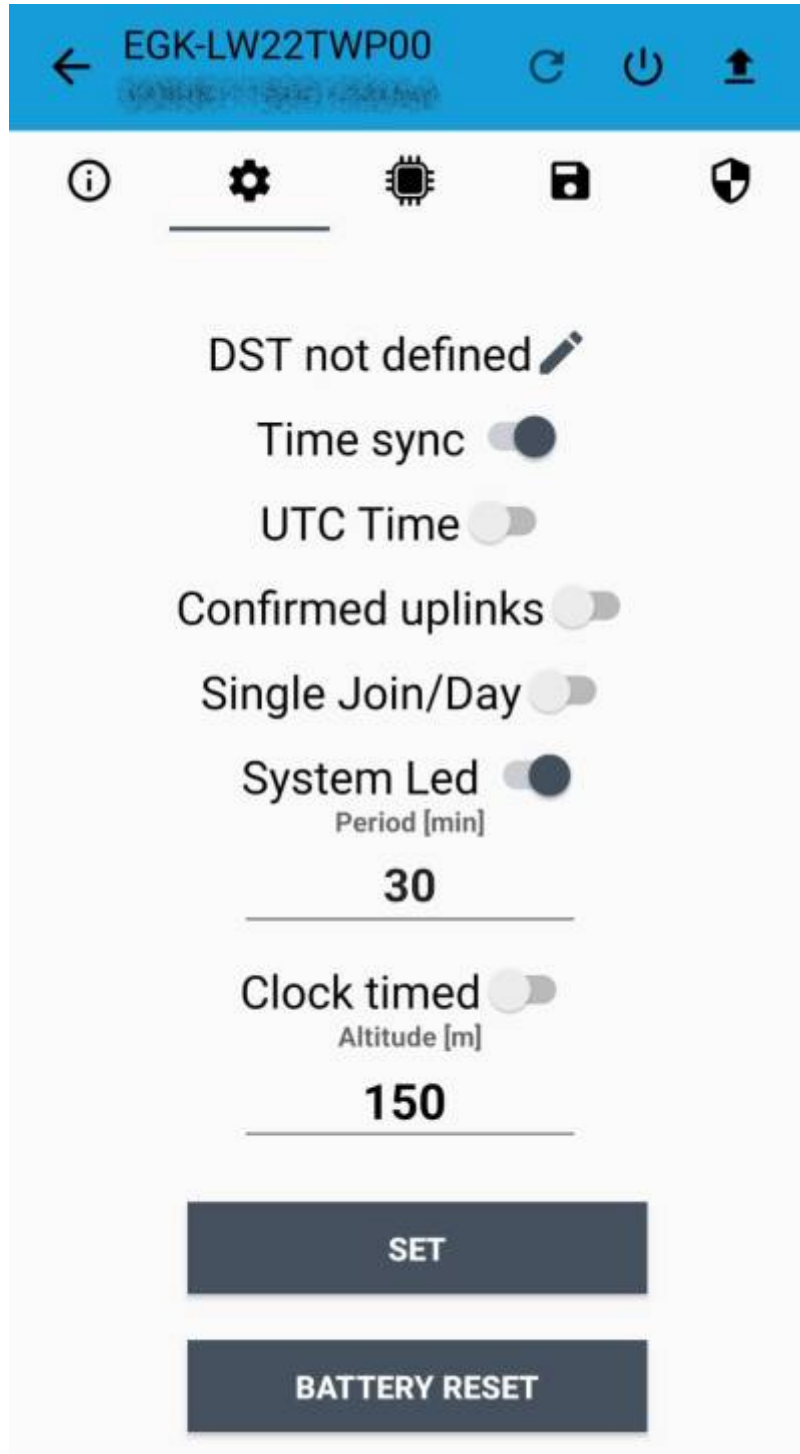 EGK-LW22TWP00
DST not defined
Time sync
UTC Time
Confirmed uplinks
Single Join/Day
System Led
Period [min]
30
Clock timed
Altitude [m]
150
SET
BATTERY RESET